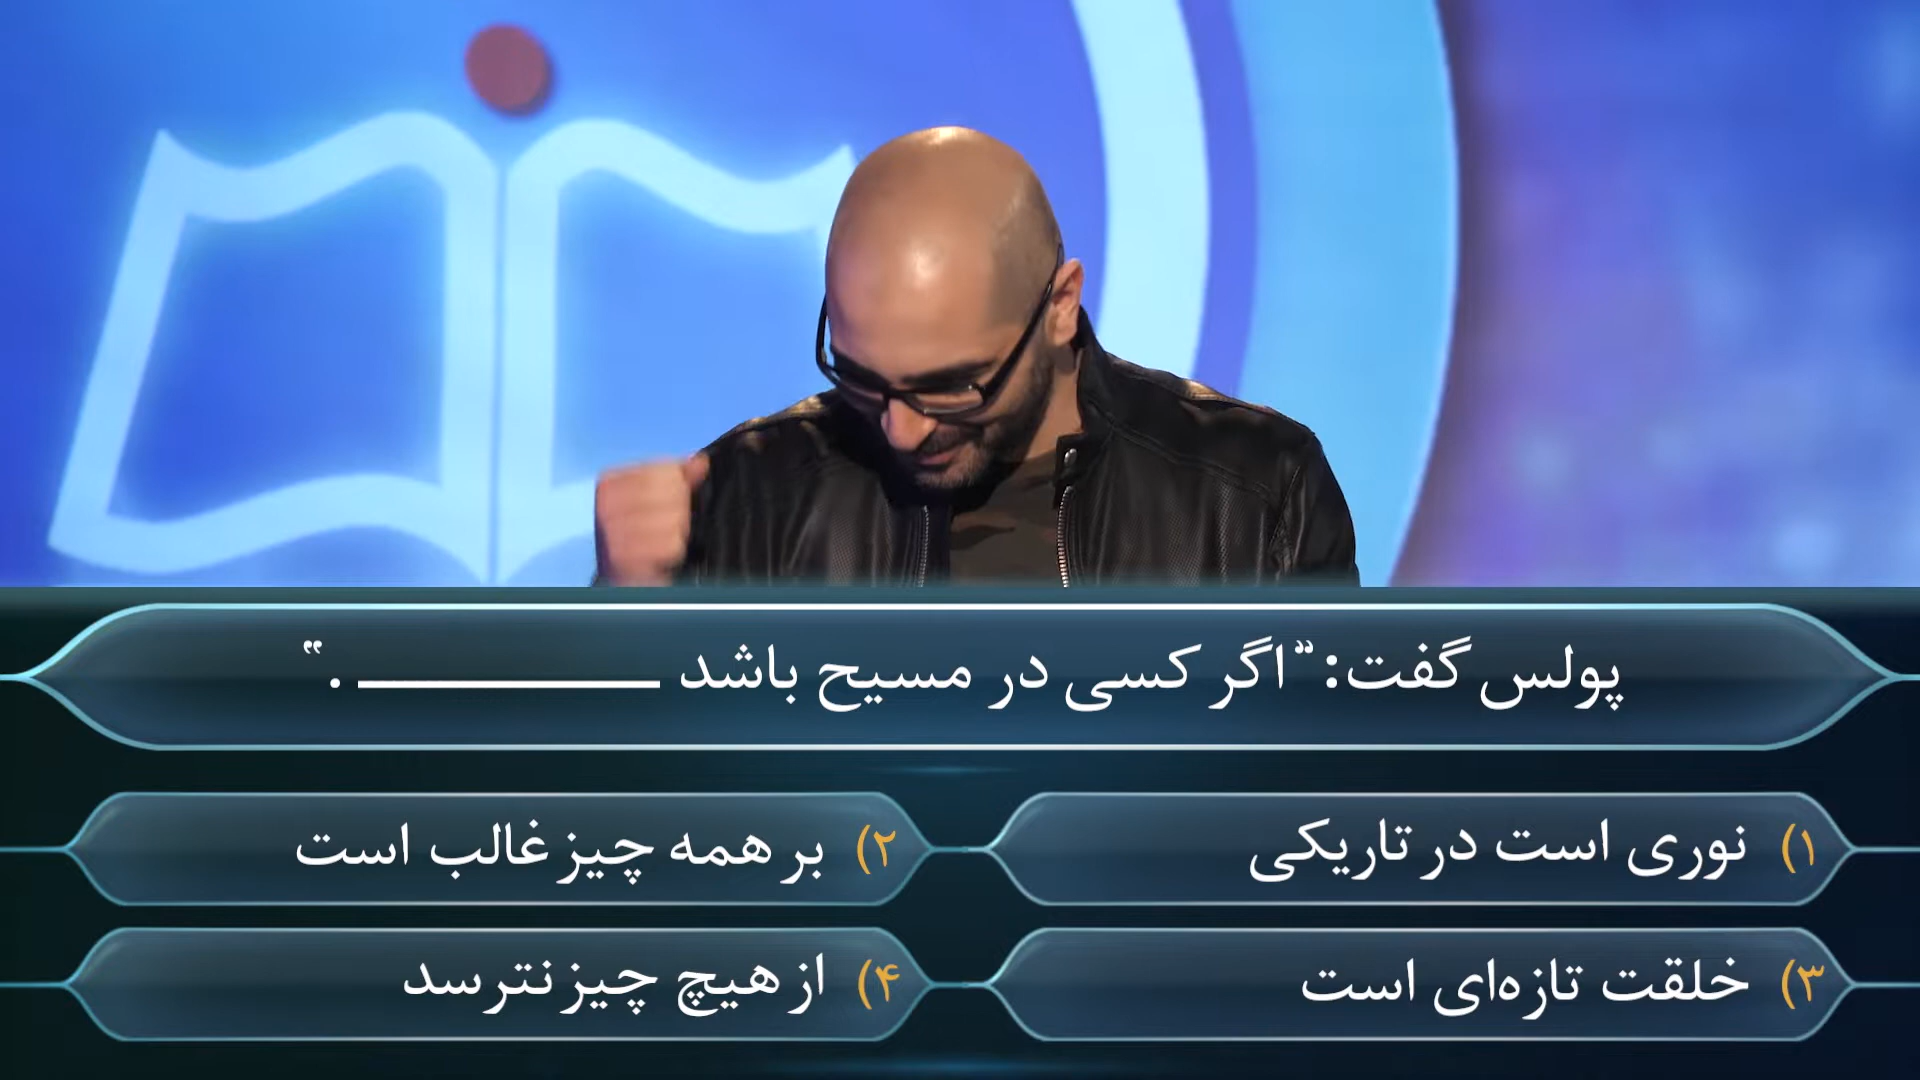 پولس گفت: "اگر کسی در مسیح باشد ــــــــــــ ."
۱) نوری است در تاریکی
۲) بر همه چیز غالب است
۳) خلقت تازه‌ای است
۴) از هیچ چیز نترسد